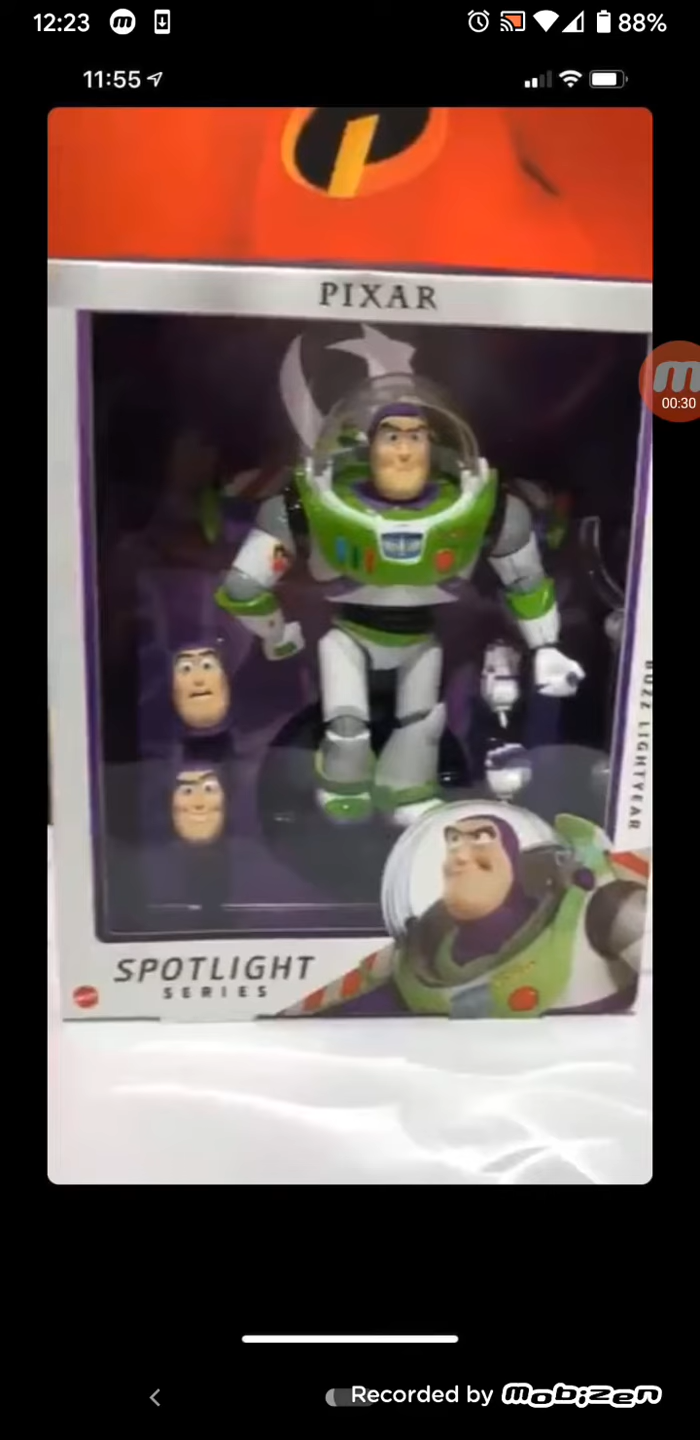 12:23
88%
11:55
PIXAR
00:30
BUZZ LIGHTYEAR
SPOTLIGHT
SERIES
Recorded by mobizen